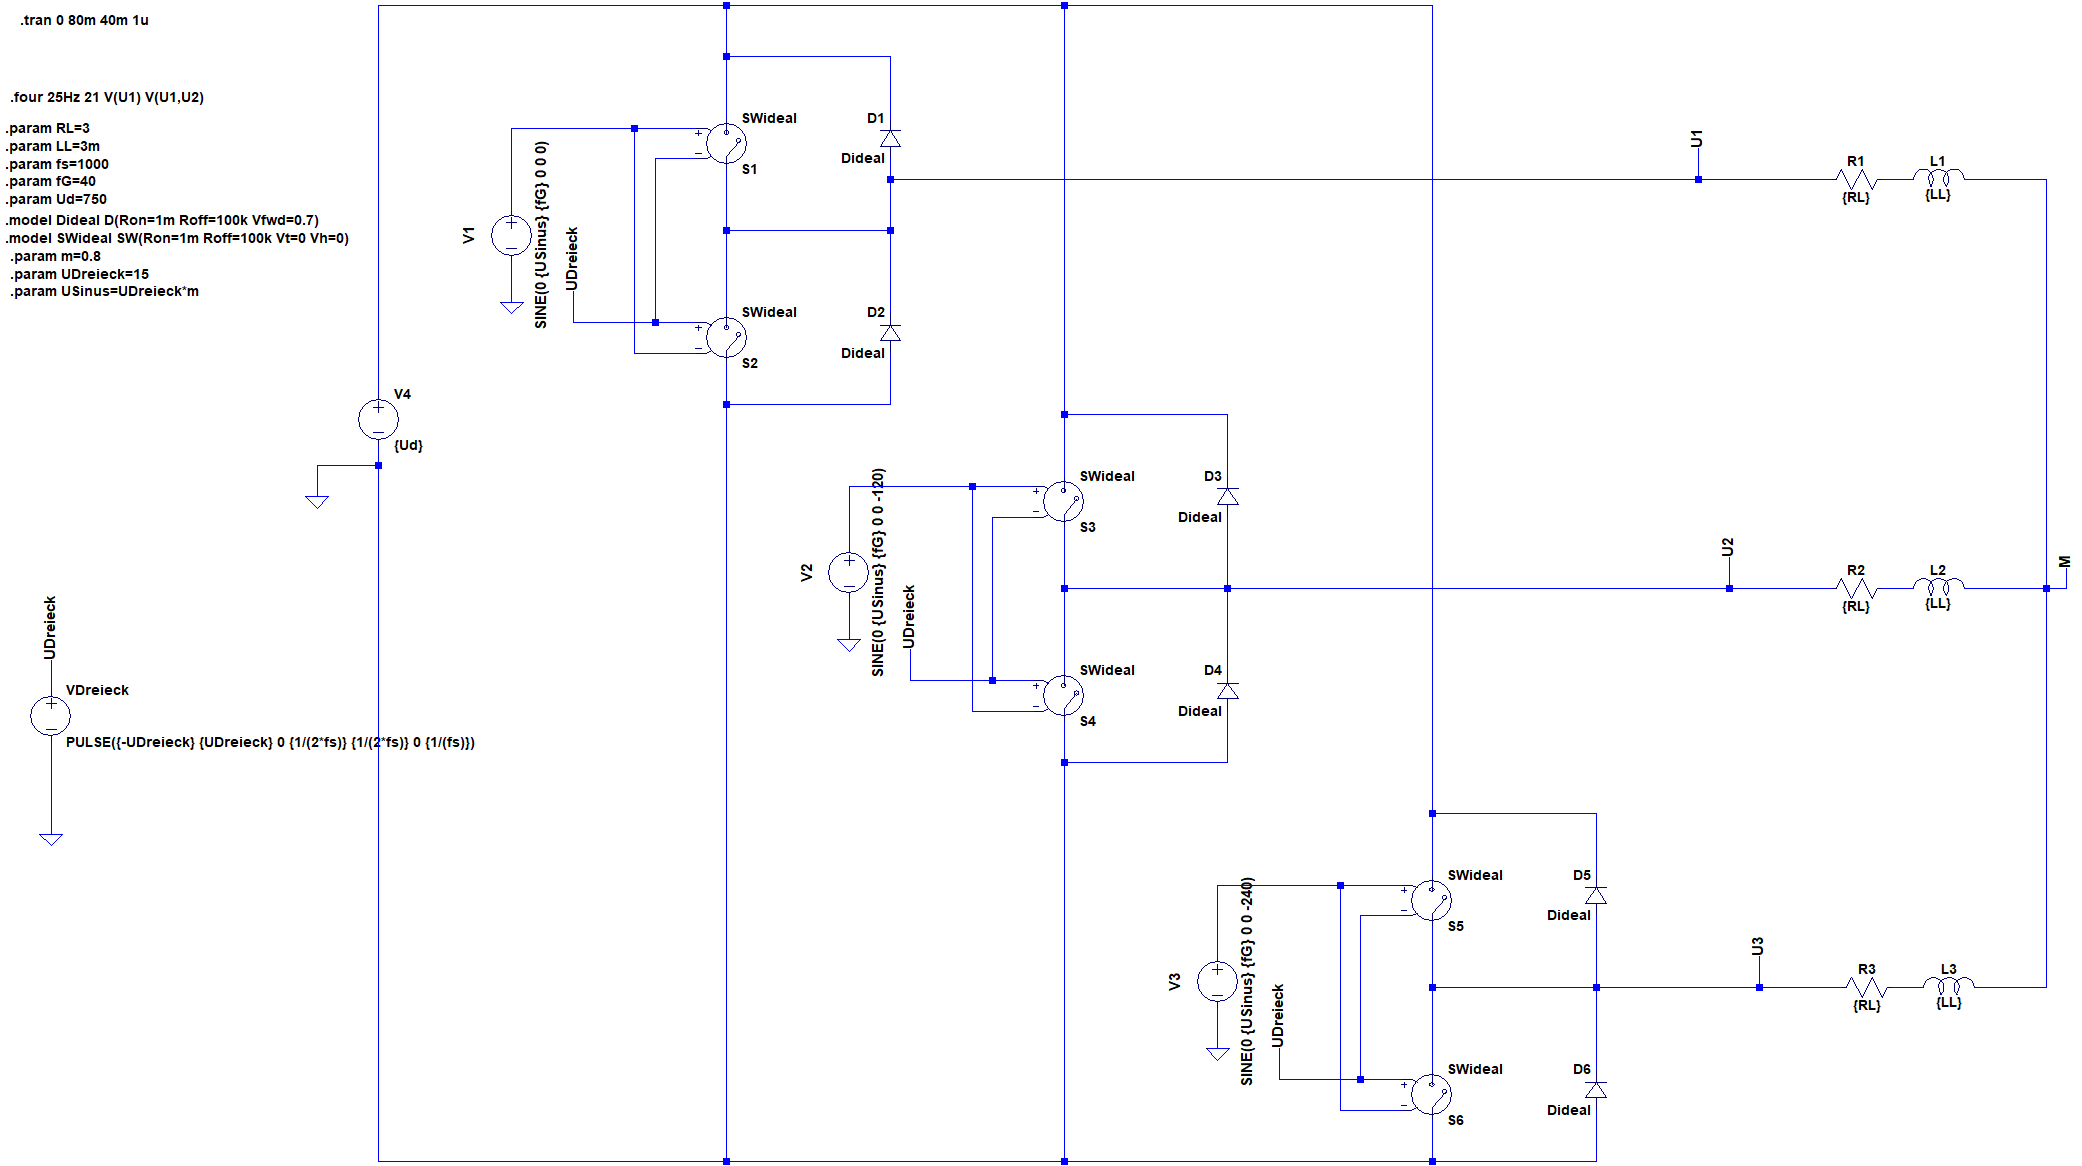 .tran 0 80m 40m 1u
.four 25Hz 21 V(U1) V(U1,U2)
.param RL=3
.param LL=3m
.param fs=1000
.param fG=40
.param Ud=750
.model Dideal D(Ron=1m Roff=100k Vfwd=0.7)
.model SWideal SW(Ron=1m Roff=100k Vt=0 Vh=0)
.param m=0.8
.param UDreieck=15
.param USinus=UDreieck*m
SWideal
S1
D1
Dideal
V1
SINE(0 {USinus} {fG} 0 0 0)
UDreieck
SWideal
S2
D2
Dideal
U1
R1
{RL}
L1
{LL}
V4
{Ud}
SWideal
S3
D3
Dideal
V2
SINE(0 {USinus} {fG} 0 0 -120)
UDreieck
SWideal
S4
D4
Dideal
U2
R2
{RL}
L2
{LL}
M
UDreieck
VDreieck
PULSE({-UDreieck} {UDreieck} 0 {1/(2*fs)} {1/(2*fs)} 0 {1/(fs)})
SWideal
S5
D5
Dideal
V3
SINE(0 {USinus} {fG} 0 0 -240)
UDreieck
SWideal
S6
D6
Dideal
U3
R3
{RL}
L3
{LL}